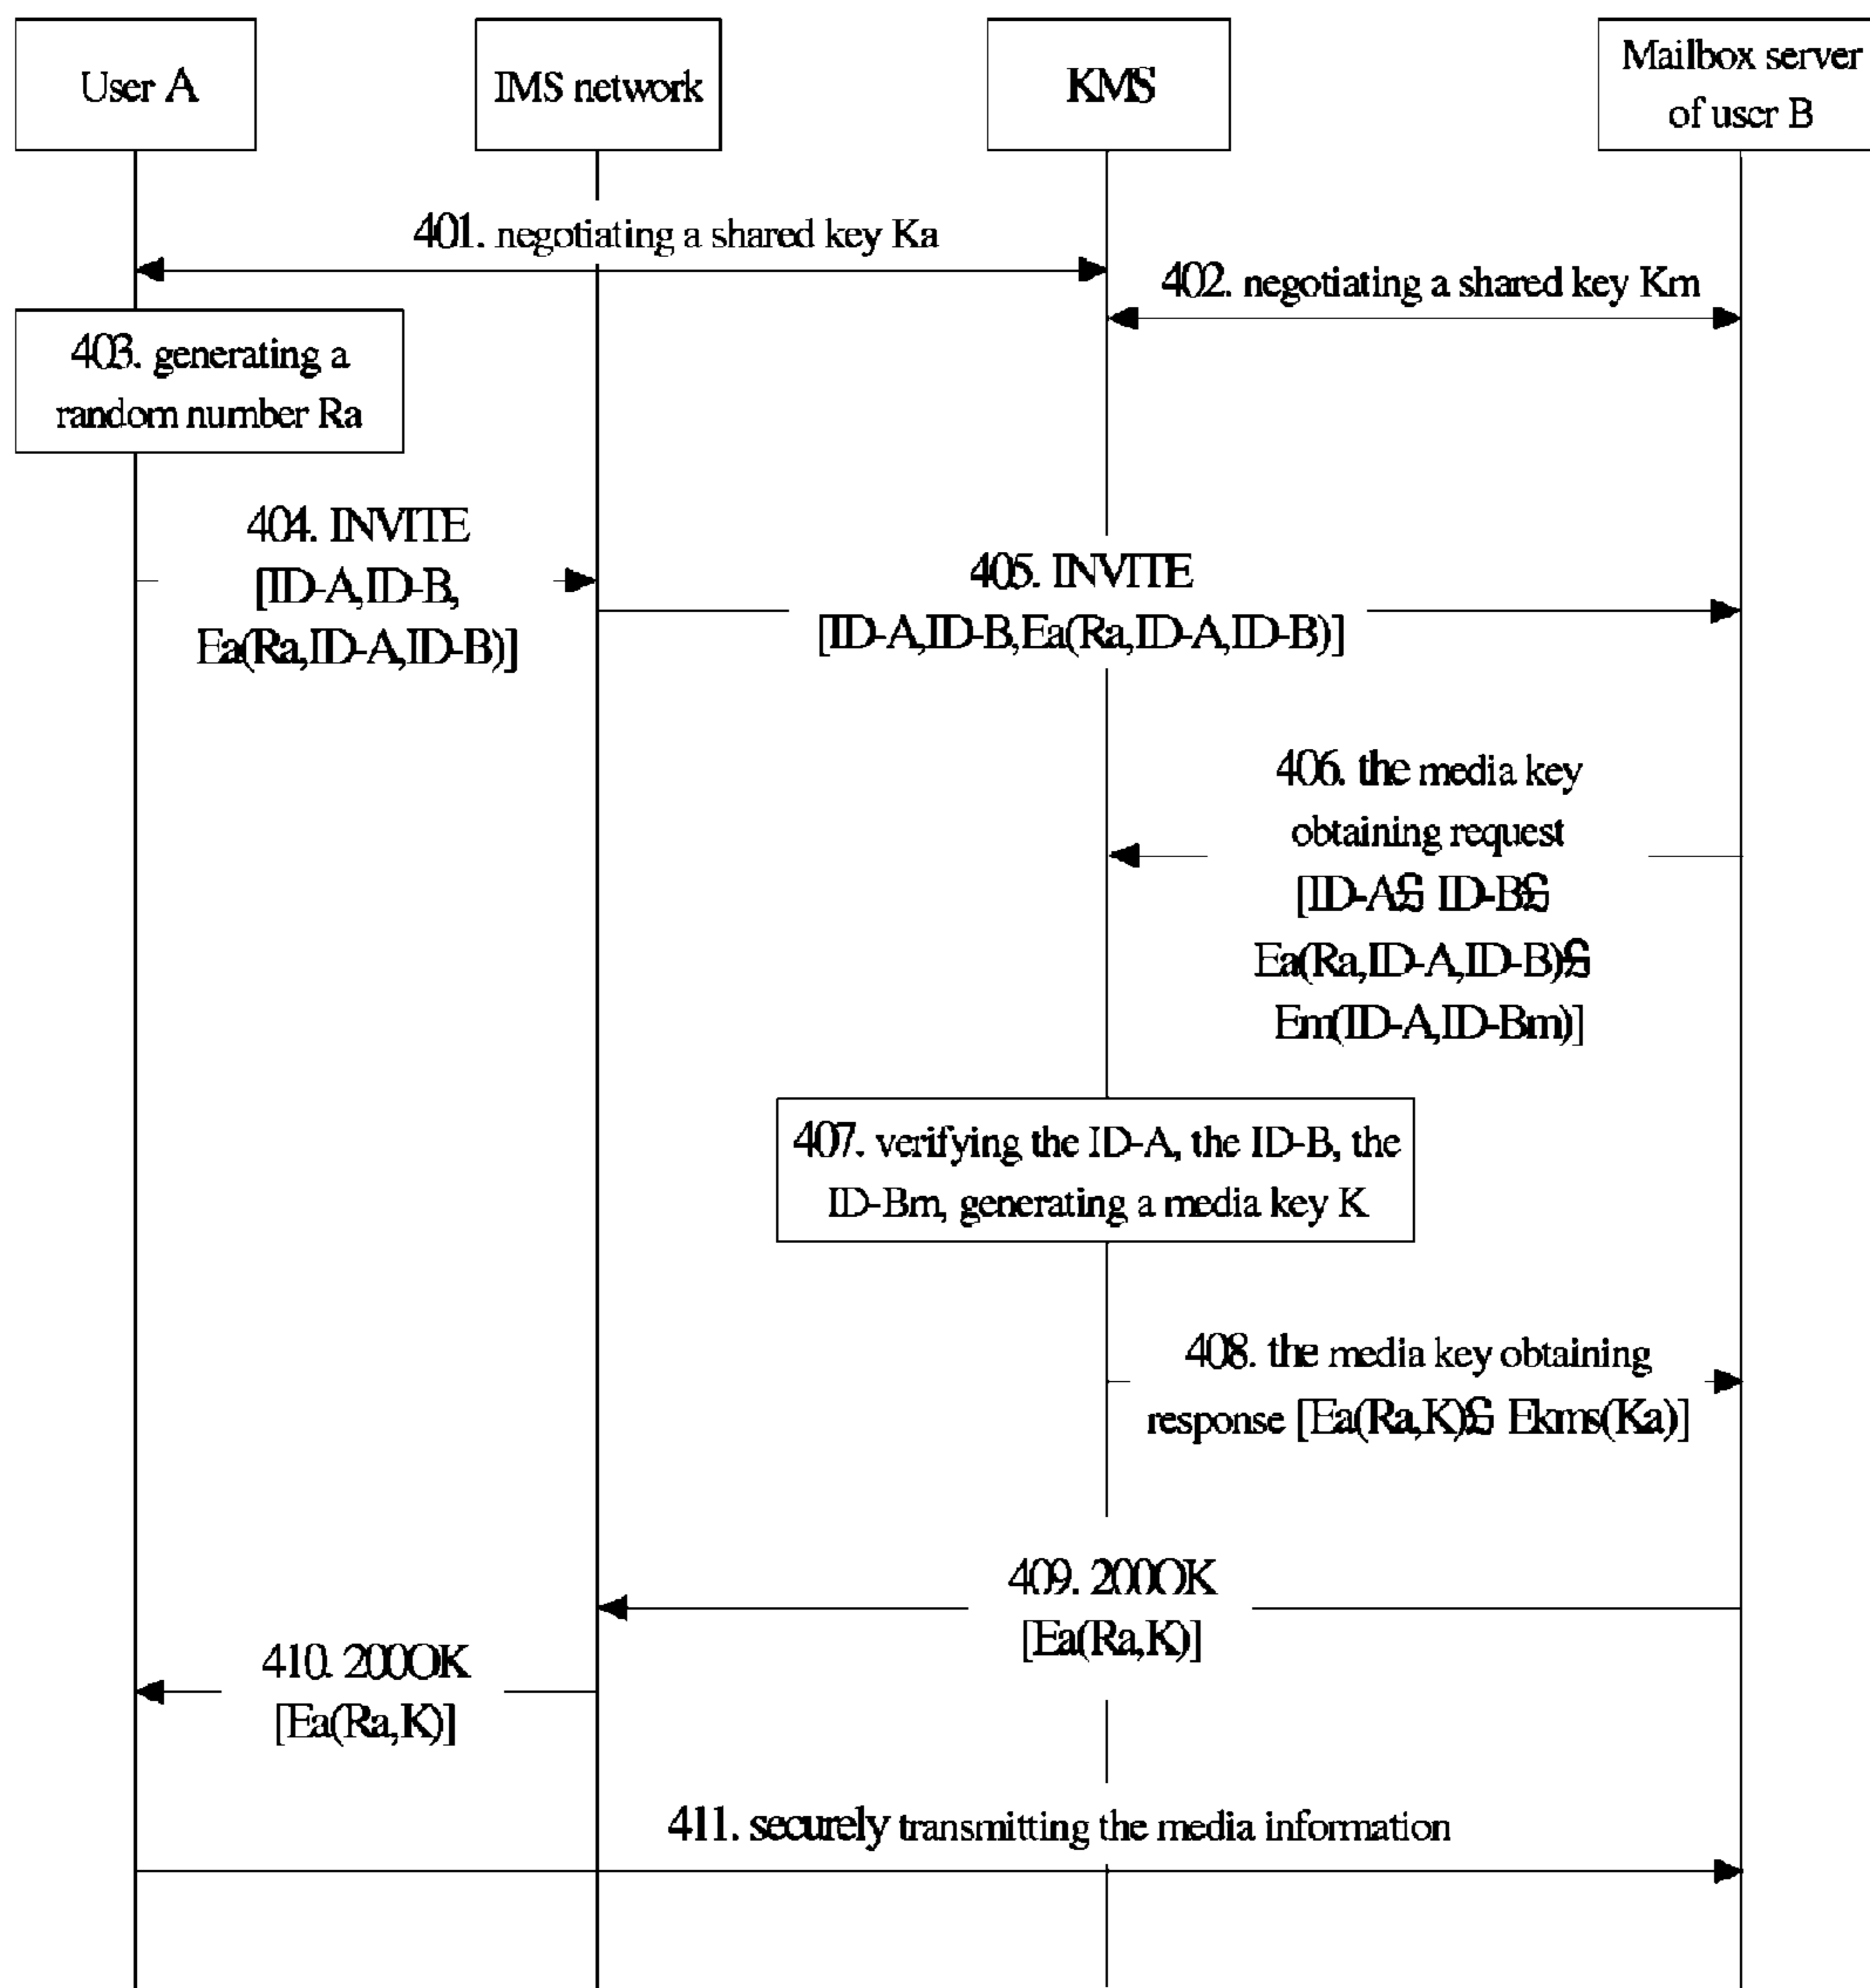 User A
IMS network
KMS
Mailbox server
of user B
401. negotiating a shared key Ka
402. negotiating a shared key Km
403. generating a
random number Ra
404. INVITE
[ID-A,ID-B,
Ea(Ra,ID-A,ID-B)]
405. INVITE
[ID-A,ID-B,Ea(Ra,ID-A,ID-B)]
406. the media key
obtaining request
[ID-A£ ID-B£
Ea(Ra,ID-A,ID-B)£
Em(ID-A,ID-Bm)]
407. verifying the ID-A, the ID-B, the
ID-Bm, generating a media key K
408. the media key obtaining
response [Ea(Ra,K)£ Ekms(Ka)]
409. 200OK
[Ea(Ra,K)]
410. 200OK
[Ea(Ra,K)]
411. securely transmitting the media information